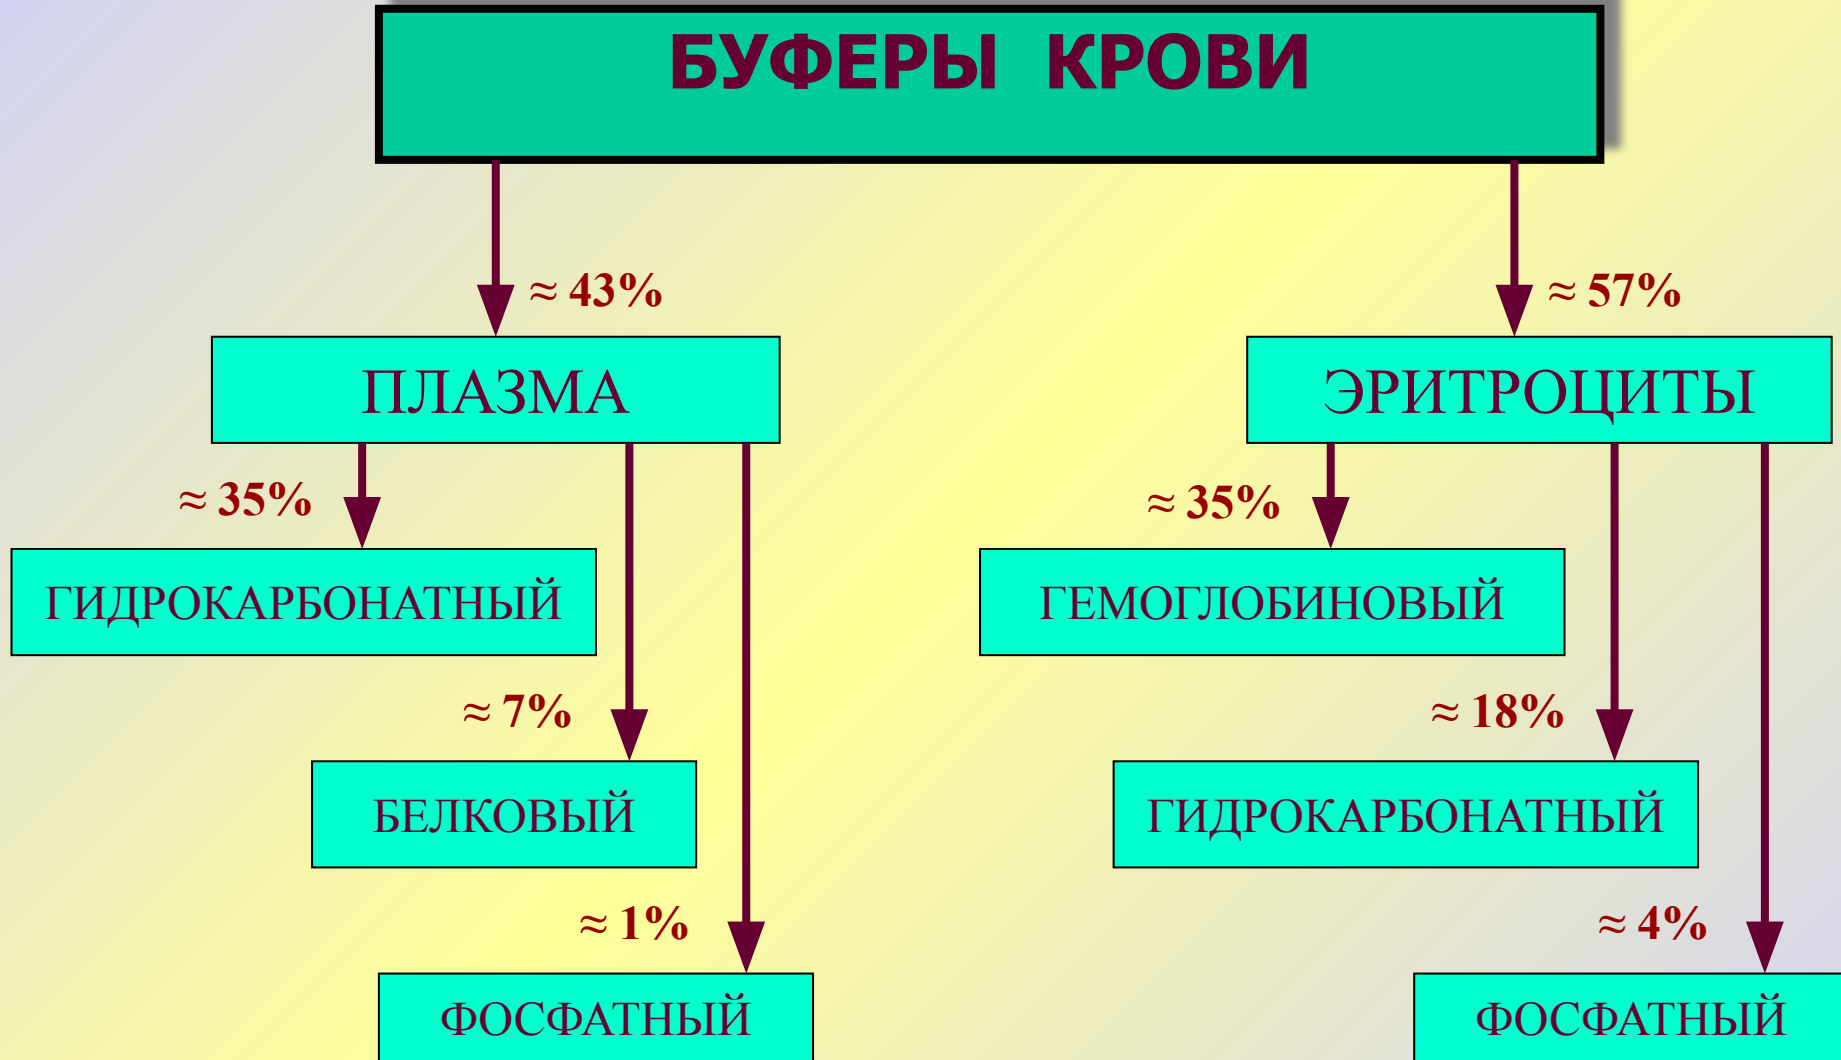 БУФЕРЫ КРОВИ
≈ 43%
≈ 57%
ПЛАЗМА
ЭРИТРОЦИТЫ
≈ 35%
≈ 35%
ГИДРОКАРБОНАТНЫЙ
ГЕМОГЛОБИНОВЫЙ
≈ 7%
≈ 18%
БЕЛКОВЫЙ
ГИДРОКАРБОНАТНЫЙ
≈ 1%
≈ 4%
ФОСФАТНЫЙ
ФОСФАТНЫЙ